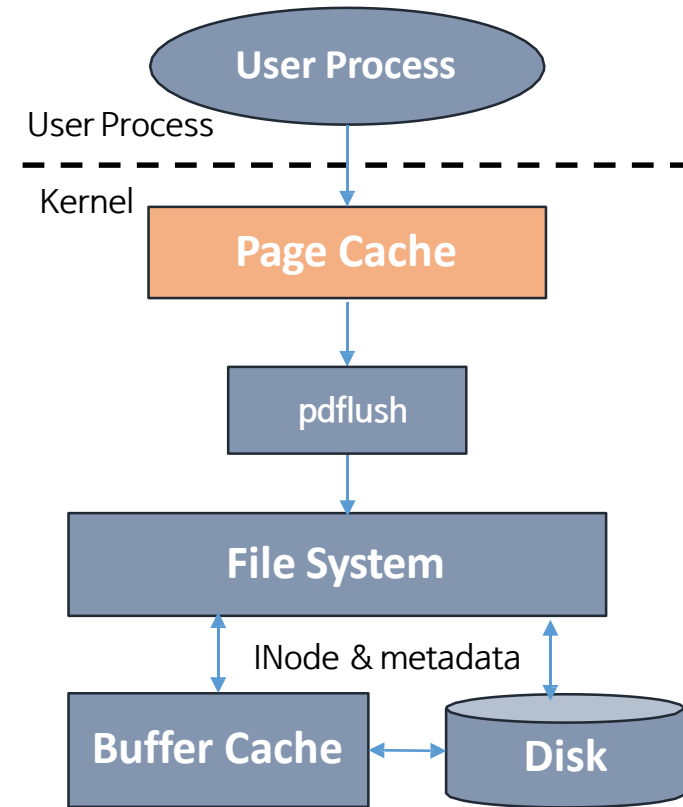 User Process
User Process
Kernel
Page Cache
pdflush
File System
INode & metadata
Buffer Cache
Disk